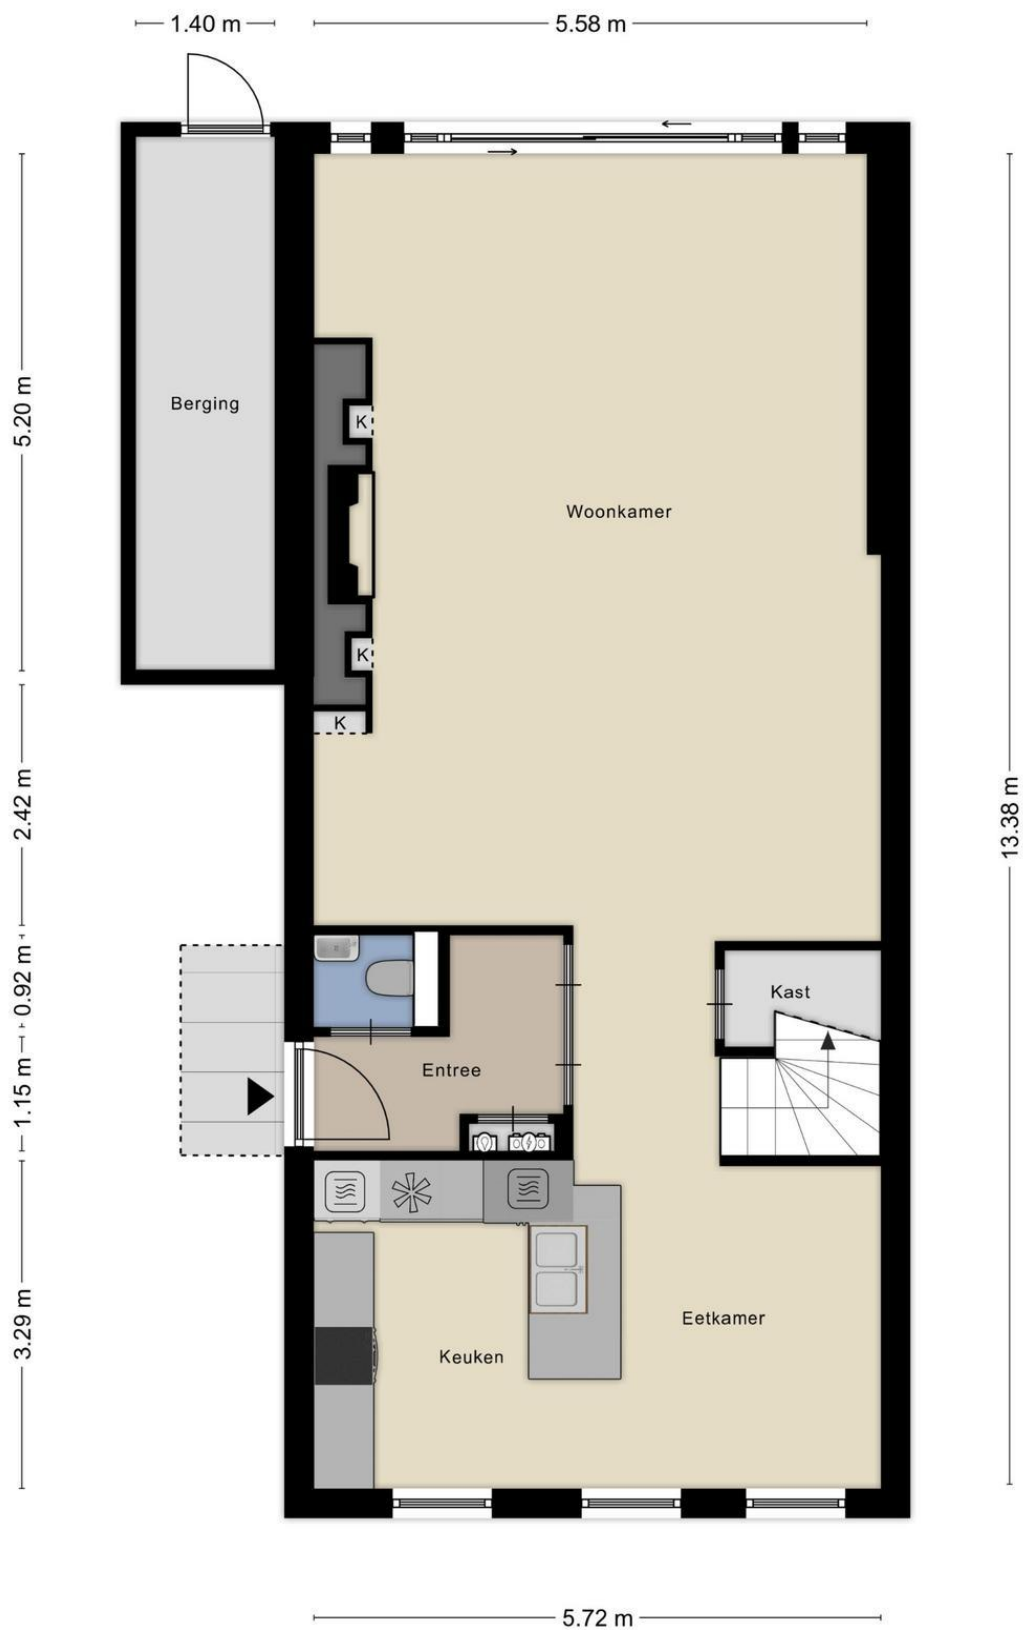 1.40 m
5.58 m
Berging
5.20 m
K
Woonkamer
K
K
2.42 m
13.38 m
0.92 m
Kast
Entree
1.15 m
3.29 m
Eetkamer
Keuken
5.72 m